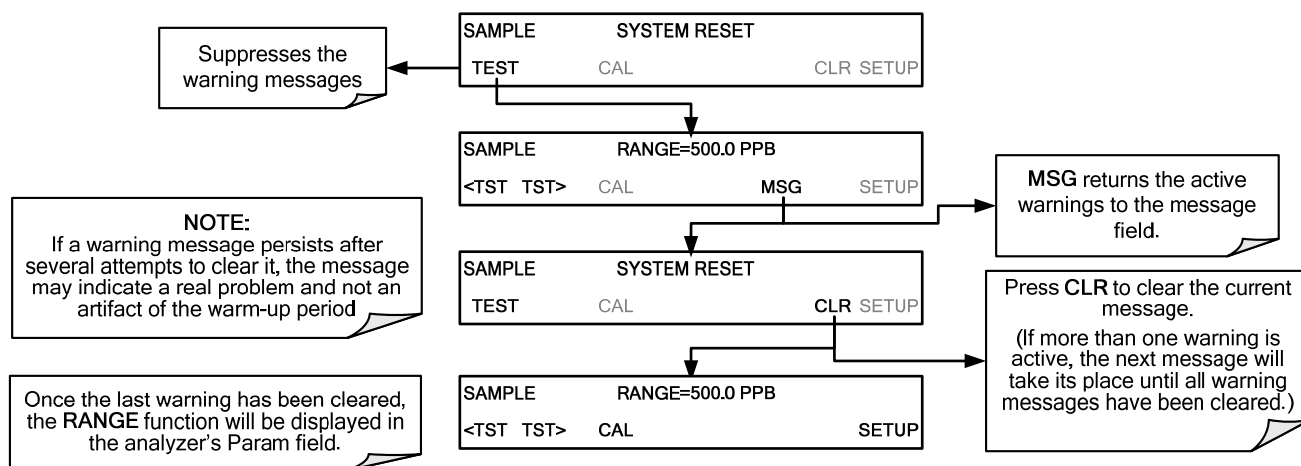 Suppresses the
warning messages
SAMPLE SYSTEM RESET
TEST CAL CLR SETUP
SAMPLE RANGE=500.0 PPB
<TST TST> CAL MSG SETUP
MSG returns the active
warnings to the message
field.
NOTE:
If a warning message persists after
several attempts to clear it, the message
may indicate a real problem and not an
artifact of the warm-up period
SAMPLE SYSTEM RESET
TEST CAL CLR SETUP
Press CLR to clear the current
message.
(If more than one warning is
active, the next message will
take its place until all warning
messages have been cleared.)
Once the last warning has been cleared,
the RANGE function will be displayed in
the analyzer's Param field.
SAMPLE RANGE=500.0 PPB
<TST TST> CAL SETUP